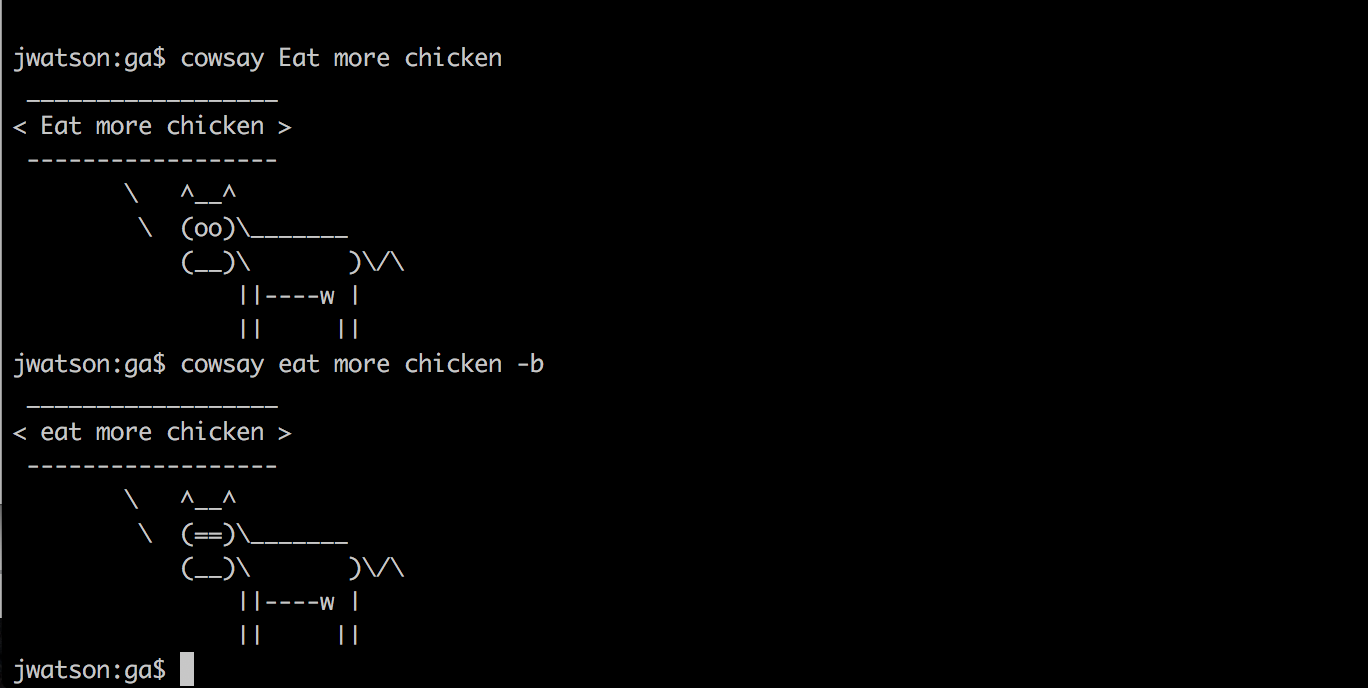 jwatson:ga$ cowsay Eat more chicken
 __________________
< Eat more chicken >
 ------------------
        \   ^__^
         \  (oo)\_______
            (__)\       )\/\
                ||----w |
                ||     ||
jwatson:ga$ cowsay eat more chicken -b
 __________________
< eat more chicken >
 ------------------
        \   ^__^
         \  (==)\_______
            (__)\       )\/\
                ||----w |
                ||     ||
jwatson:ga$